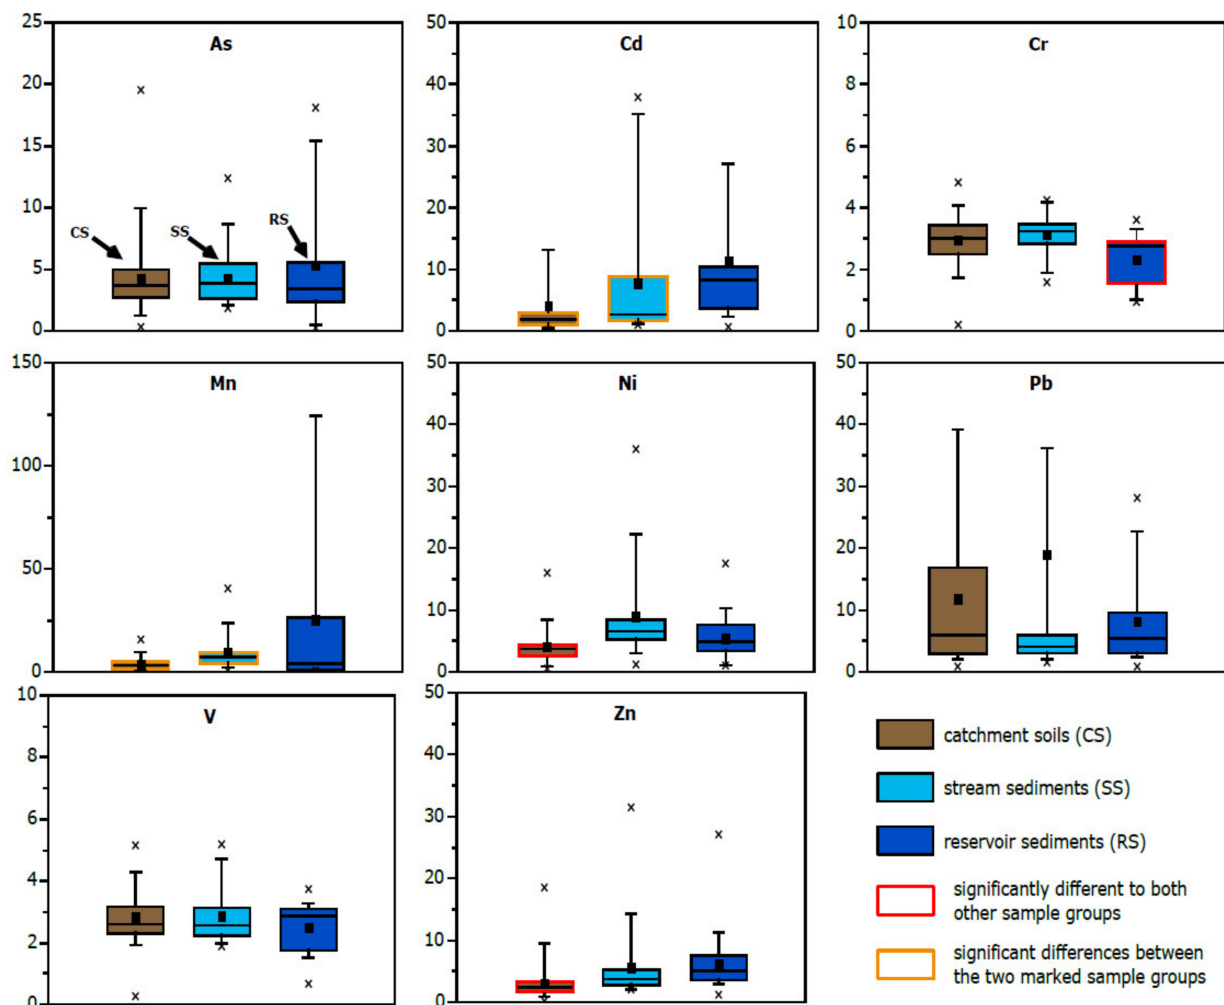 As
25
20
15
10
5
0
CS
SS
RS
Cd
50
40
30
20
10
0
Cr
10
8
6
4
2
0
Mn
150
100
50
0
Ni
50
40
30
20
10
0
Pb
50
40
30
20
10
0
V
10
8
6
4
2
0
Zn
50
40
30
20
10
0
catchment soils (CS)
stream sediments (SS)
reservoir sediments (RS)
significantly different to both
other sample groups
significant differences between
the two marked sample groups